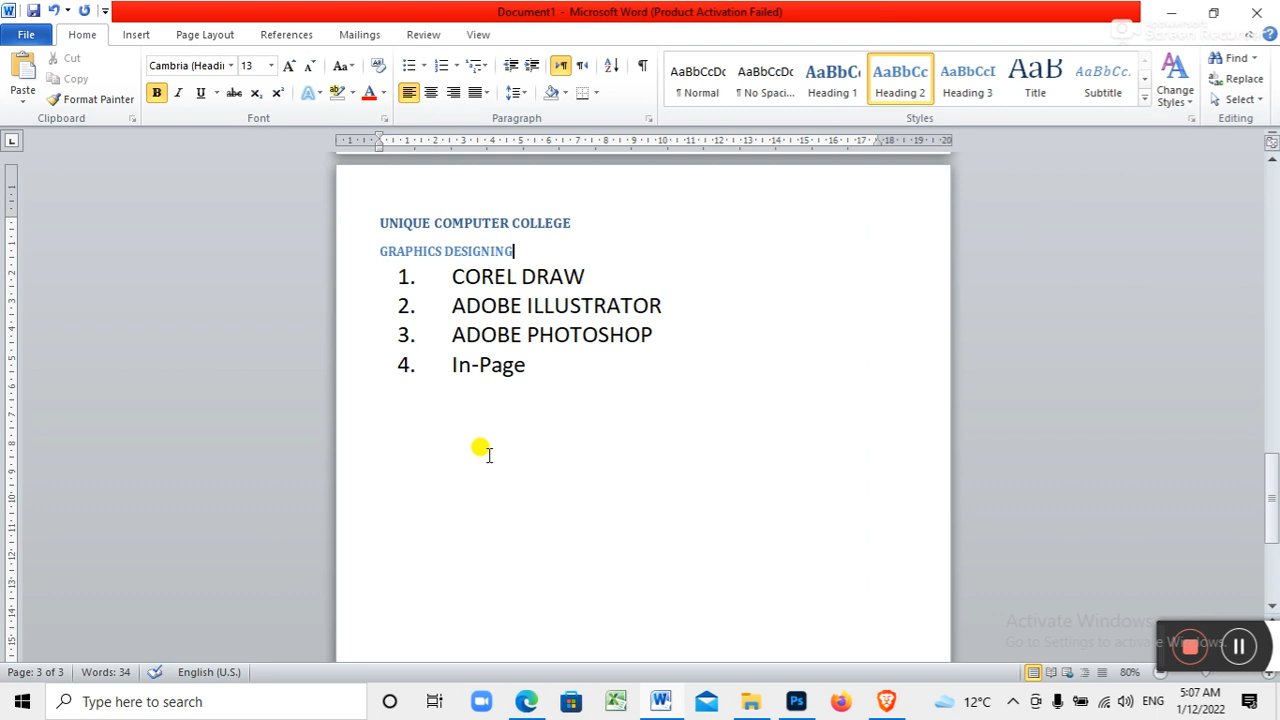 Document1 - Microsoft Word (Product Activation Failed)
File Home Insert Page Layout References Mailings Review View
Paste
Cut
Copy
Format Painter
Clipboard
Cambria (Headi 13
Font
Paragraph
AaBbCcDc AaBbCcDc AaBbC AaBbCc AaBbCcI AaB AaBbCc.
¶ Normal ¶ No Spaci... Heading 1 Heading 2 Heading 3 Title Subtitle
Change Styles
Styles
Find
Replace
Select
Editing
UNIQUE COMPUTER COLLEGE
GRAPHICS DESIGNING
1. COREL DRAW
2. ADOBE ILLUSTRATOR
3. ADOBE PHOTOSHOP
4. In-Page
Activate Windows
Go to Settings to activate Windows.
Page: 3 of 3 Words: 34 English (U.S.) 80%
Type here to search
12°C ENG
5:07 AM
1/12/2022